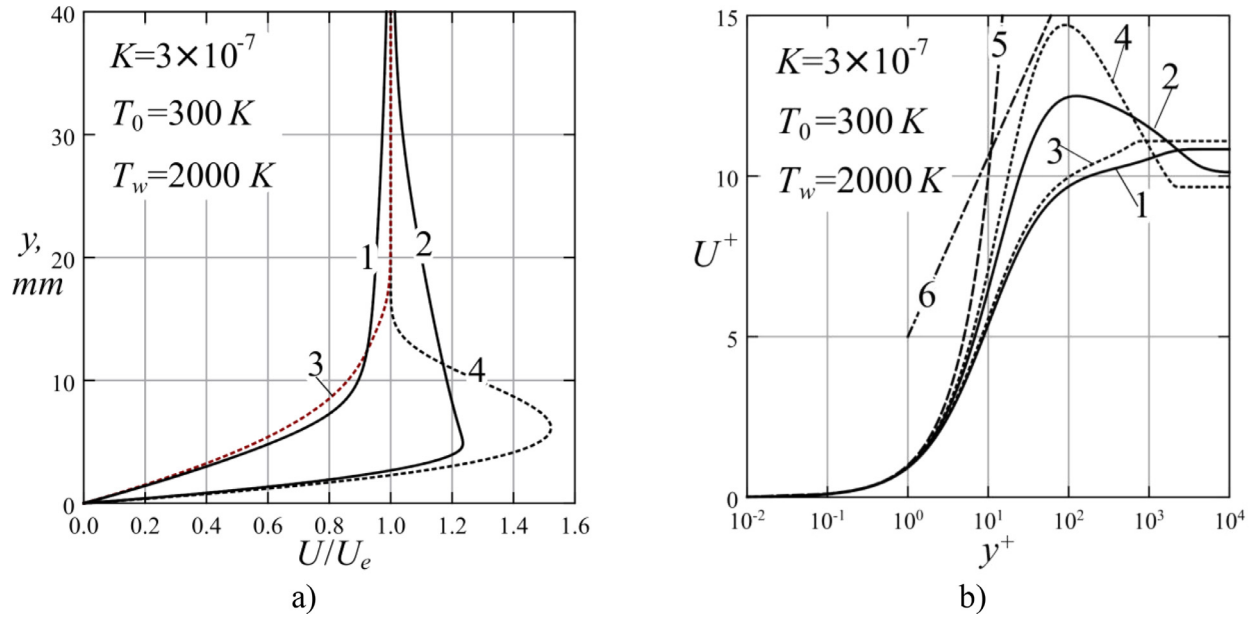 40
30
20
10
0
y,
mm
K=3×10⁻⁷
T₀=300 K
T_w=2000 K
1
2
3
4
0.0 0.2 0.4 0.6 0.8 1.0 1.2 1.4 1.6
U/Uₑ
a)
15
10
5
0
U⁺
K=3×10⁻⁷
T₀=300 K
T_w=2000 K
5
4
2
3
1
6
10⁻² 10⁻¹ 10⁰ 10¹ 10² 10³ 10⁴
y⁺
b)